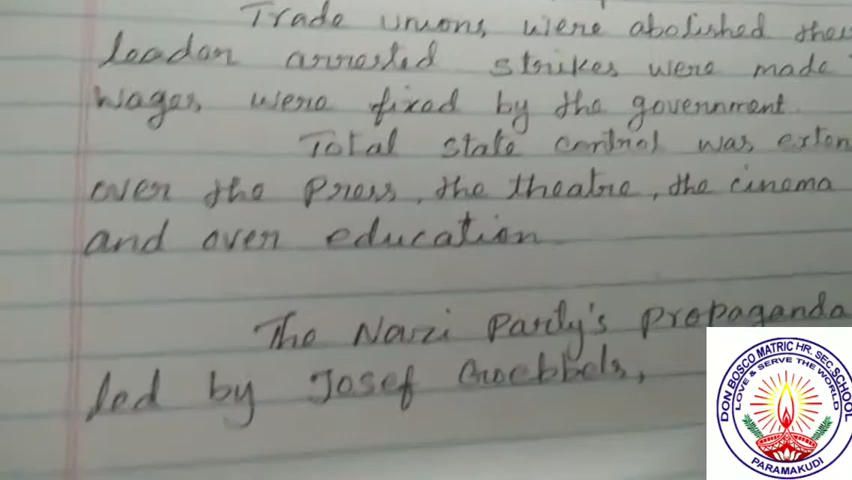 Trade unions were abolished their
leaders arrested strikes were made
wages were fixed by the government.
Total state control was exten
over the Press, the theatre, the cinema
and over education
The Nazi Party's Propaganda
led by Josef Goebbels,
DON BOSCO MATRIC HR. SEC SCHOOL
LOVE & SERVE THE WORLD
PARAMAKUDI